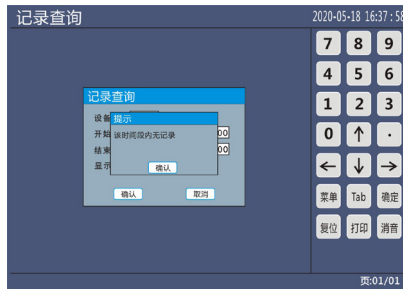 记录查询
2020-05-18 16:37:58
7 8 9
4 5 6
1 2 3
0 ↑ ·
← ↓ →
菜单 Tab 确定
复位 打印 消音
记录查询
设备
提示
开始
该时间段内无记录
00
结束
00
显示
确认
确认 取消
页:01/01